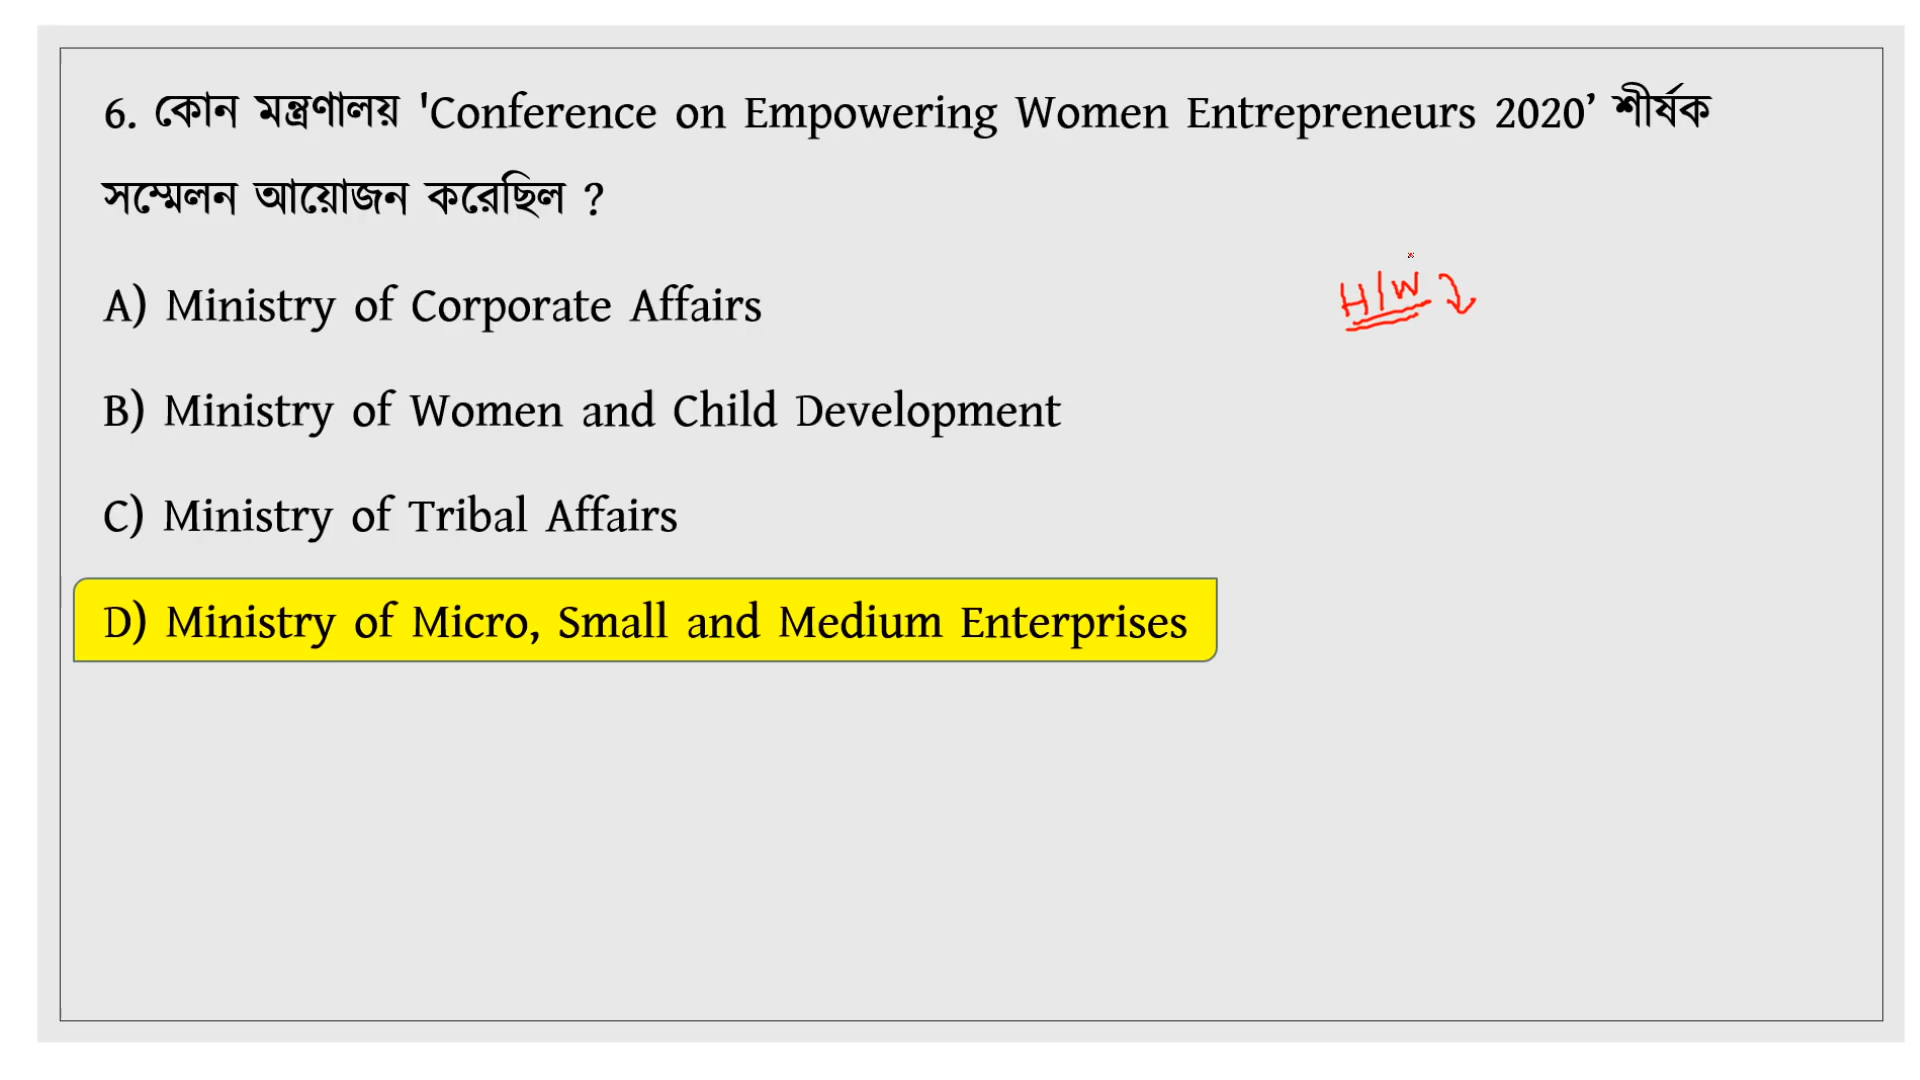 6. কোন মন্ত্রণালয় 'Conference on Empowering Women Entrepreneurs 2020’ শীর্ষক
সম্মেলন আয়োজন করেছিল ?
A) Ministry of Corporate Affairs
H/W
B) Ministry of Women and Child Development
C) Ministry of Tribal Affairs
D) Ministry of Micro, Small and Medium Enterprises